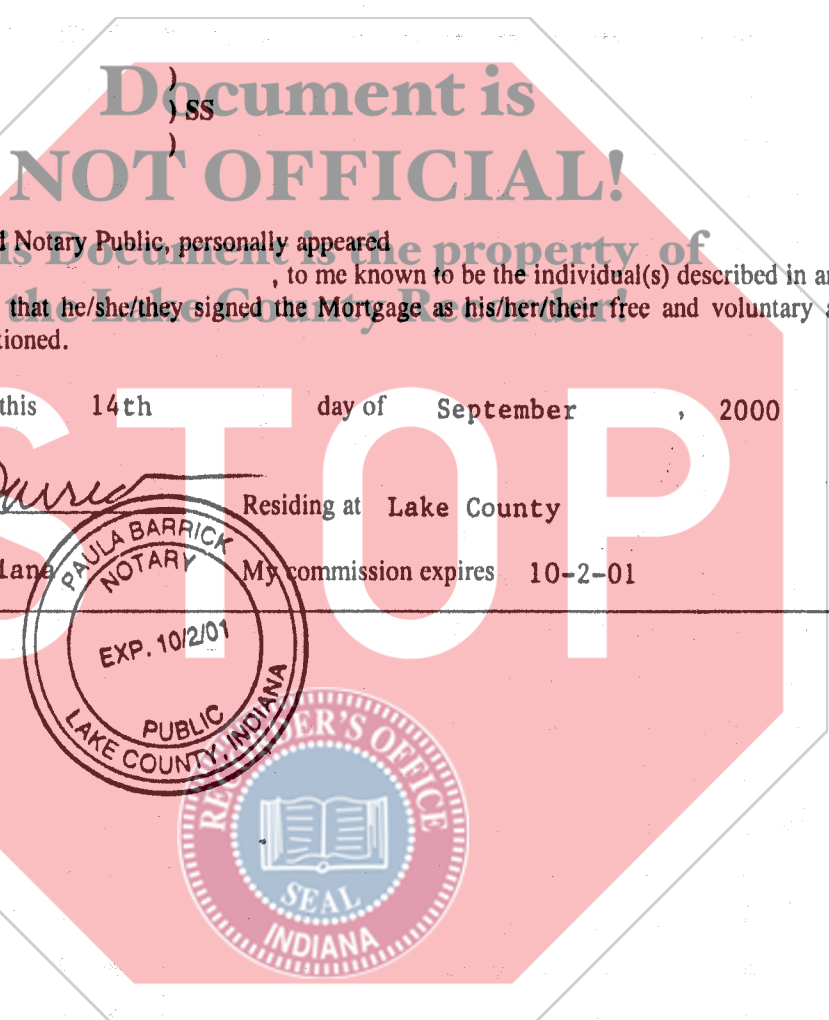 )
) SS
)
Document is
NOT OFFICIAL!
This Document is the property of
the Lake County Recorder!
STOP
Notary Public, personally appeared
, to me known to be the individual(s) described in
that he/she/they signed the Mortgage as his/her/their free and voluntary
tioned.
this 14th day of September , 2000
Residing at Lake County
My commission expires 10-2-01
PAULA BARRICK
NOTARY
EXP. 10/2/01
PUBLIC
LAKE COUNTY, INDIANA
RECORDER'S OFFICE
SEAL
INDIANA